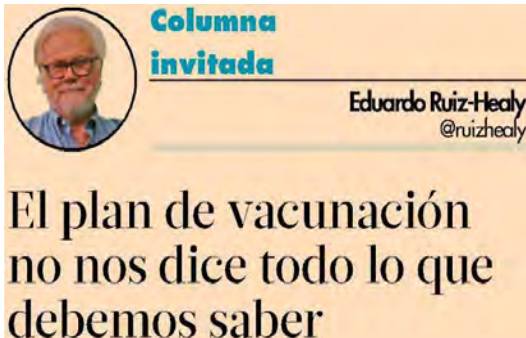 Columna
invitada
Eduardo Ruiz-Healy
@ruizhealy
El plan de vacunación
no nos dice todo lo que
debemos saber